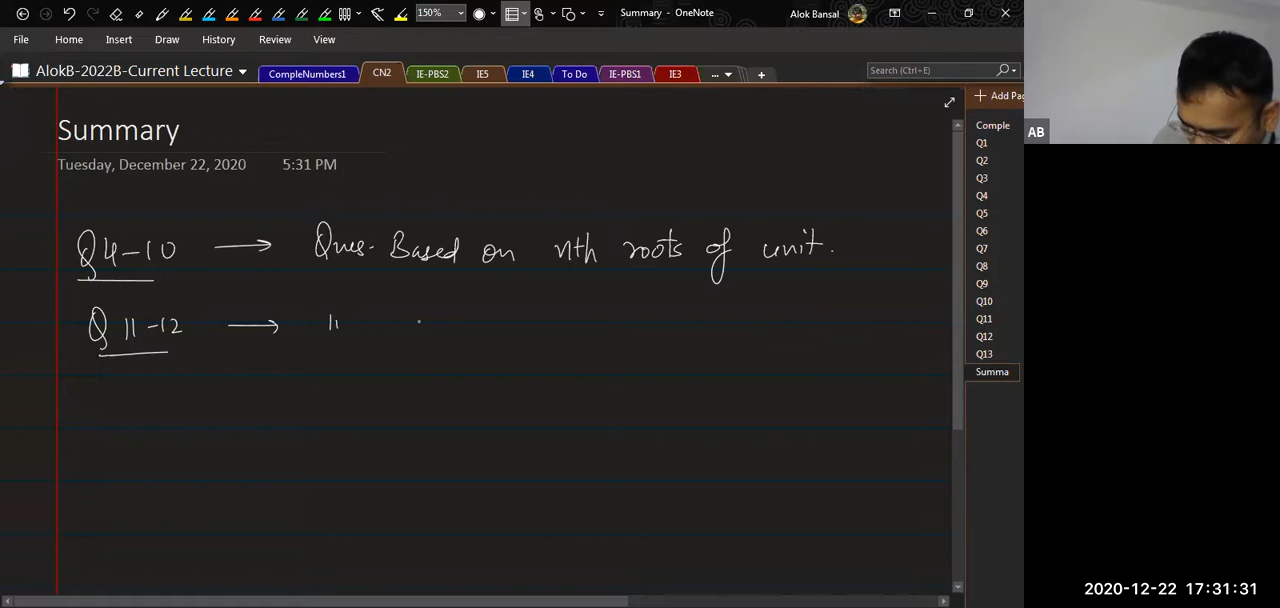 150%
Summary - OneNote
Alok Bansal
File Home Insert Draw History Review View
AlokB-2022B-Current Lecture
CompleNumbers1 CN2 IE-PBS2 IE5 IE4 To Do IE-PBS1 IE3 ... +
Search (Ctrl+E)
+ Add Pag
AB
Summary
Tuesday, December 22, 2020 5:31 PM
Q4-10 → Ques. Based on nth roots of unit.
Q 11-12 → 11
Comple
Q1
Q2
Q3
Q4
Q5
Q6
Q7
Q8
Q9
Q10
Q11
Q12
Q13
Summa
2020-12-22 17:31:31